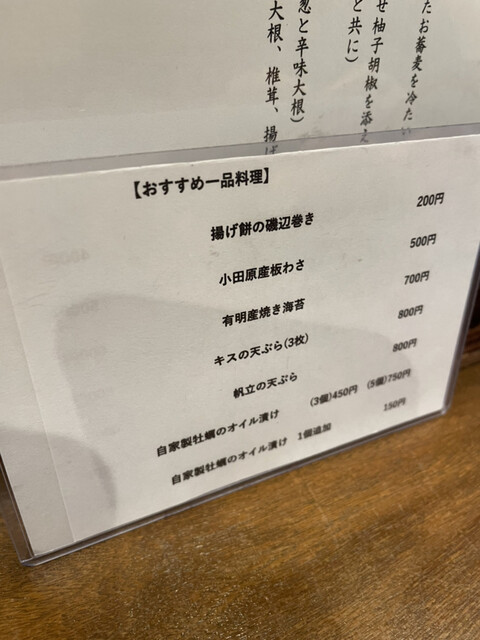 たお蕎麦を冷たい
せ柚子胡椒を添え
と共に)
葱と辛味大根)
大根、椎茸、揚げ
【おすすめ一品料理】
揚げ餅の磯辺巻き 200円
小田原産板わさ 500円
有明産焼き海苔 700円
キスの天ぷら(3枚) 800円
帆立の天ぷら 800円
自家製牡蠣のオイル漬け (3個)450円 (5個)750円
自家製牡蠣のオイル漬け 1個追加 150円